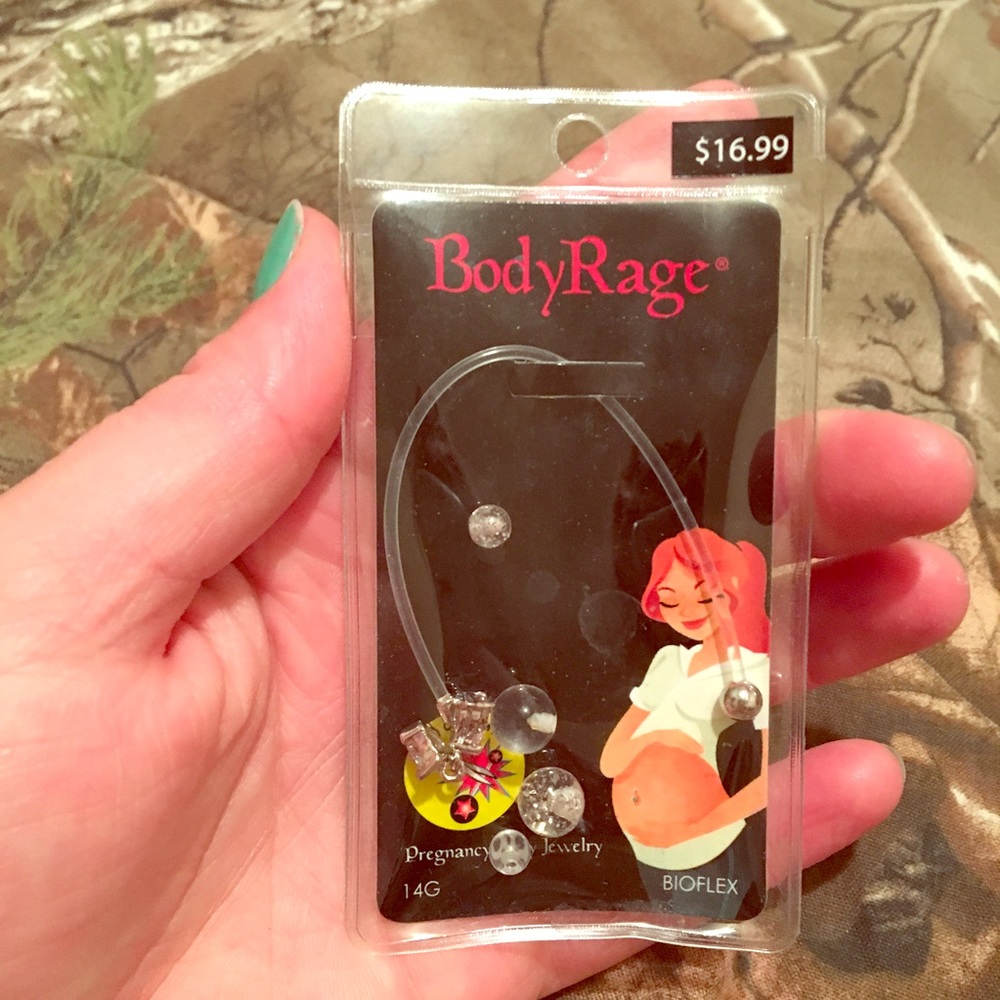 $16.99
BodyRage®
Pregnancy Jewelry
14G
BIOFLEX